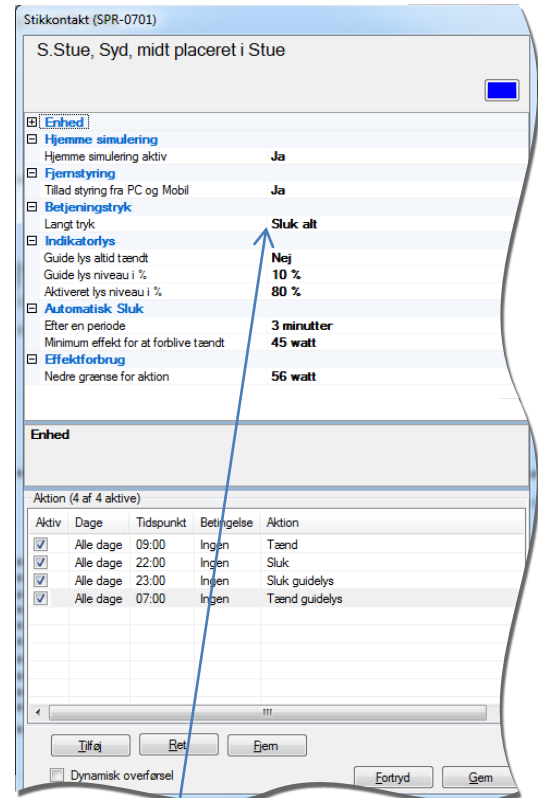 Stikkontakt (SPR-0701)
S.Stue, Syd, midt placeret i Stue
Enhed
Hjemme simulering
Hjemme simulering aktiv Ja
Fjernstyring
Tillad styring fra PC og Mobil Ja
Betjeningstryk
Langt tryk Sluk alt
Indikatorlys
Guide lys altid tændt Nej
Guide lys niveau i % 10 %
Aktiveret lys niveau i % 80 %
Automatisk Sluk
Efter en periode 3 minutter
Minimum effekt for at forblive tændt 45 watt
Effektforbrug
Nedre grænse for aktion 56 watt
Enhed
Aktion (4 af 4 aktive)
Aktiv Dage Tidspunkt Betingelse Aktion
Alle dage 09:00 Ingen Tænd
Alle dage 22:00 Ingen Sluk
Alle dage 23:00 Ingen Sluk guidelys
Alle dage 07:00 Ingen Tænd guidelys
Tilføj Ret Fjern
Dynamisk overførsel Fortryd Gem